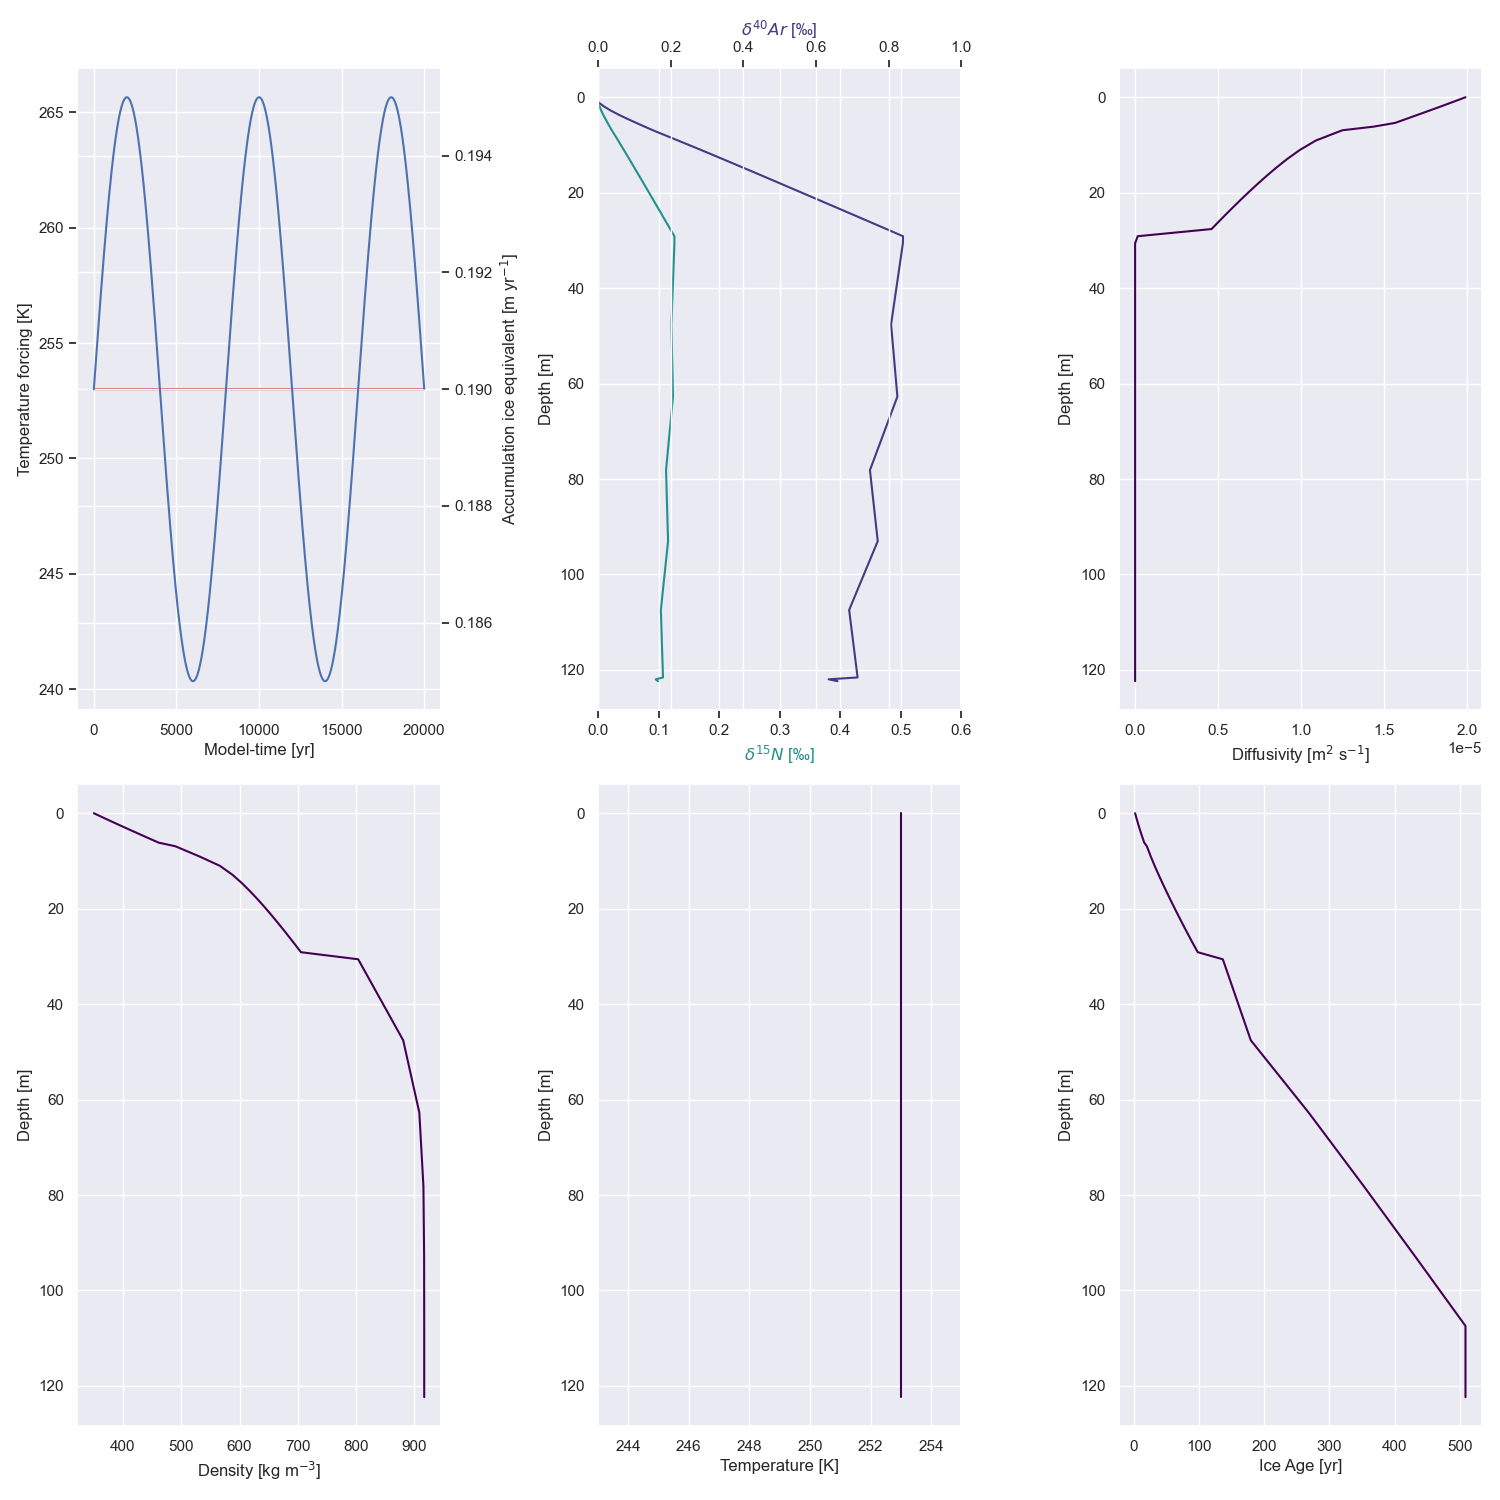 δ⁴⁰Ar [‰]
0.0 0.2 0.4 0.6 0.8 1.0
Temperature forcing [K]
265
260
255
250
245
240
0 5000 10000 15000 20000
Model-time [yr]
Accumulation ice equivalent [m yr⁻¹]
0.194
0.192
0.190
0.188
0.186
Depth [m]
0
20
40
60
80
100
120
0.0 0.1 0.2 0.3 0.4 0.5 0.6
δ¹⁵N [‰]
Depth [m]
0
20
40
60
80
100
120
0.0 0.5 1.0 1.5 2.0
1e−5
Diffusivity [m² s⁻¹]
Depth [m]
0
20
40
60
80
100
120
400 500 600 700 800 900
Density [kg m⁻³]
Depth [m]
0
20
40
60
80
100
120
244 246 248 250 252 254
Temperature [K]
Depth [m]
0
20
40
60
80
100
120
0 100 200 300 400 500
Ice Age [yr]